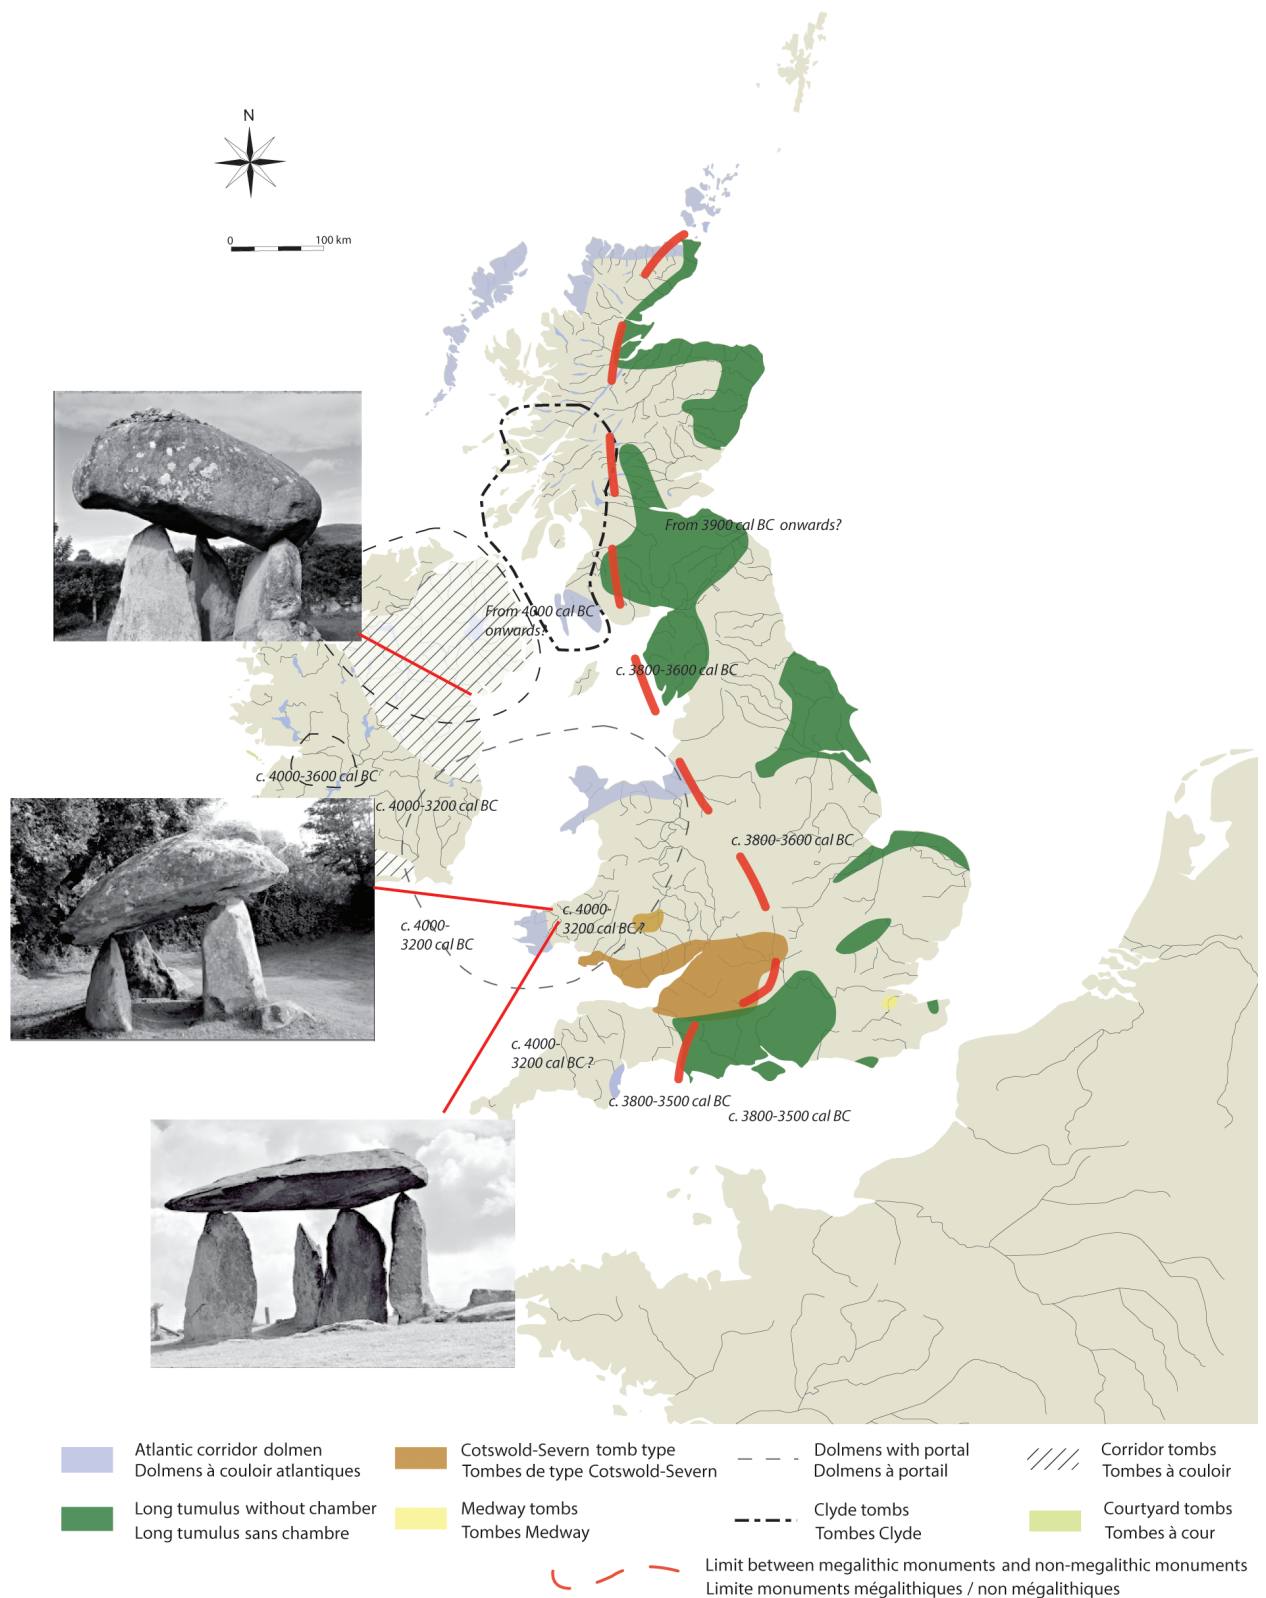 N
0 100 km
From 3900 cal BC onwards?
From 4000 cal BC
onwards?
c. 3800-3600 cal BC
c. 4000-3600 cal BC
c. 4000-3200 cal BC
c. 3800-3600 cal BC
c. 4000-
3200 cal BC
c. 4000-
3200 cal BC ?
c. 4000-
3200 cal BC ?
c. 3800-3500 cal BC
c. 3800-3500 cal BC
Atlantic corridor dolmen
Dolmens à couloir atlantiques
Cotswold-Severn tomb type
Tombes de type Cotswold-Severn
Dolmens with portal
Dolmens à portail
Corridor tombs
Tombes à couloir
Long tumulus without chamber
Long tumulus sans chambre
Medway tombs
Tombes Medway
Clyde tombs
Tombes Clyde
Courtyard tombs
Tombes à cour
Limit between megalithic monuments and non-megalithic monuments
Limite monuments mégalithiques / non mégalithiques